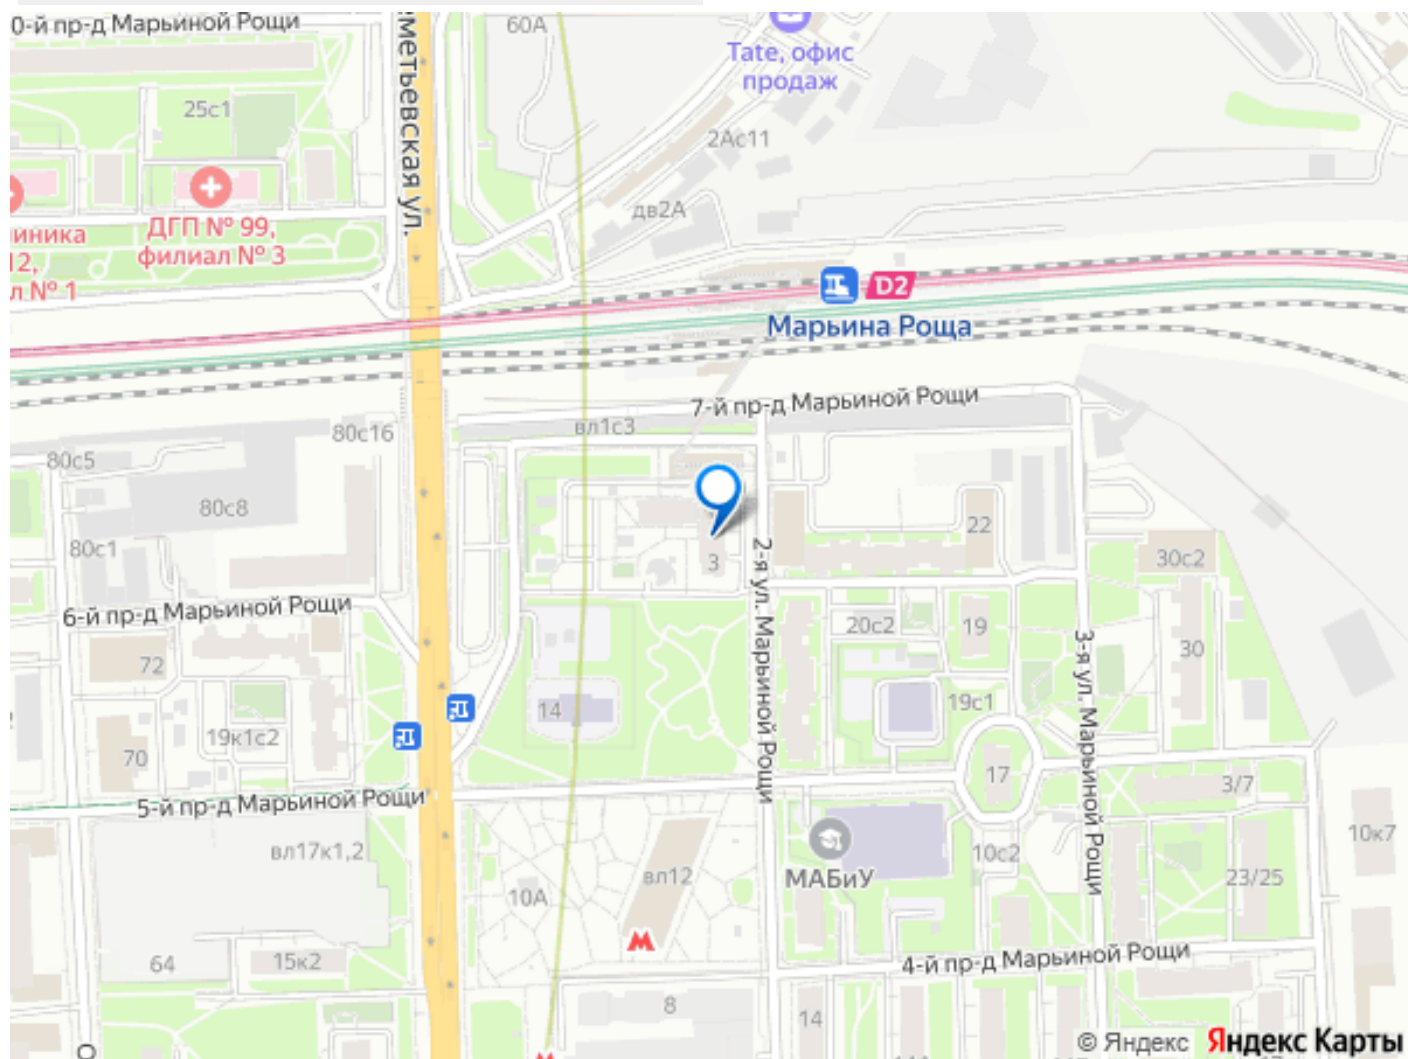 0-й пр-д Марьиной Рощи
60А
метьевская ул.
Tate, офис
продаж
25с1
2Ас11
ДГП № 99,
филиал № 3
иника
12,
л № 1
дв2А
D2
Марьина Роща
7-й пр-д Марьиной Рощи
вл1с3
80с16
80с5
80с8
80с1
3
22
2-я ул. Марьиной Рощи
30с2
6-й пр-д Марьиной Рощи
20с2
19
3-я ул. Марьиной Рощи
30
72
19с1
14
19к1с2
70
17
3/7
5-й пр-д Марьиной Рощи
10к7
вл17к1,2
10с2
МАБиУ
вл12
10А
23/25
64
15к2
4-й пр-д Марьиной Рощи
8
14
© Яндекс Яндекс Карты